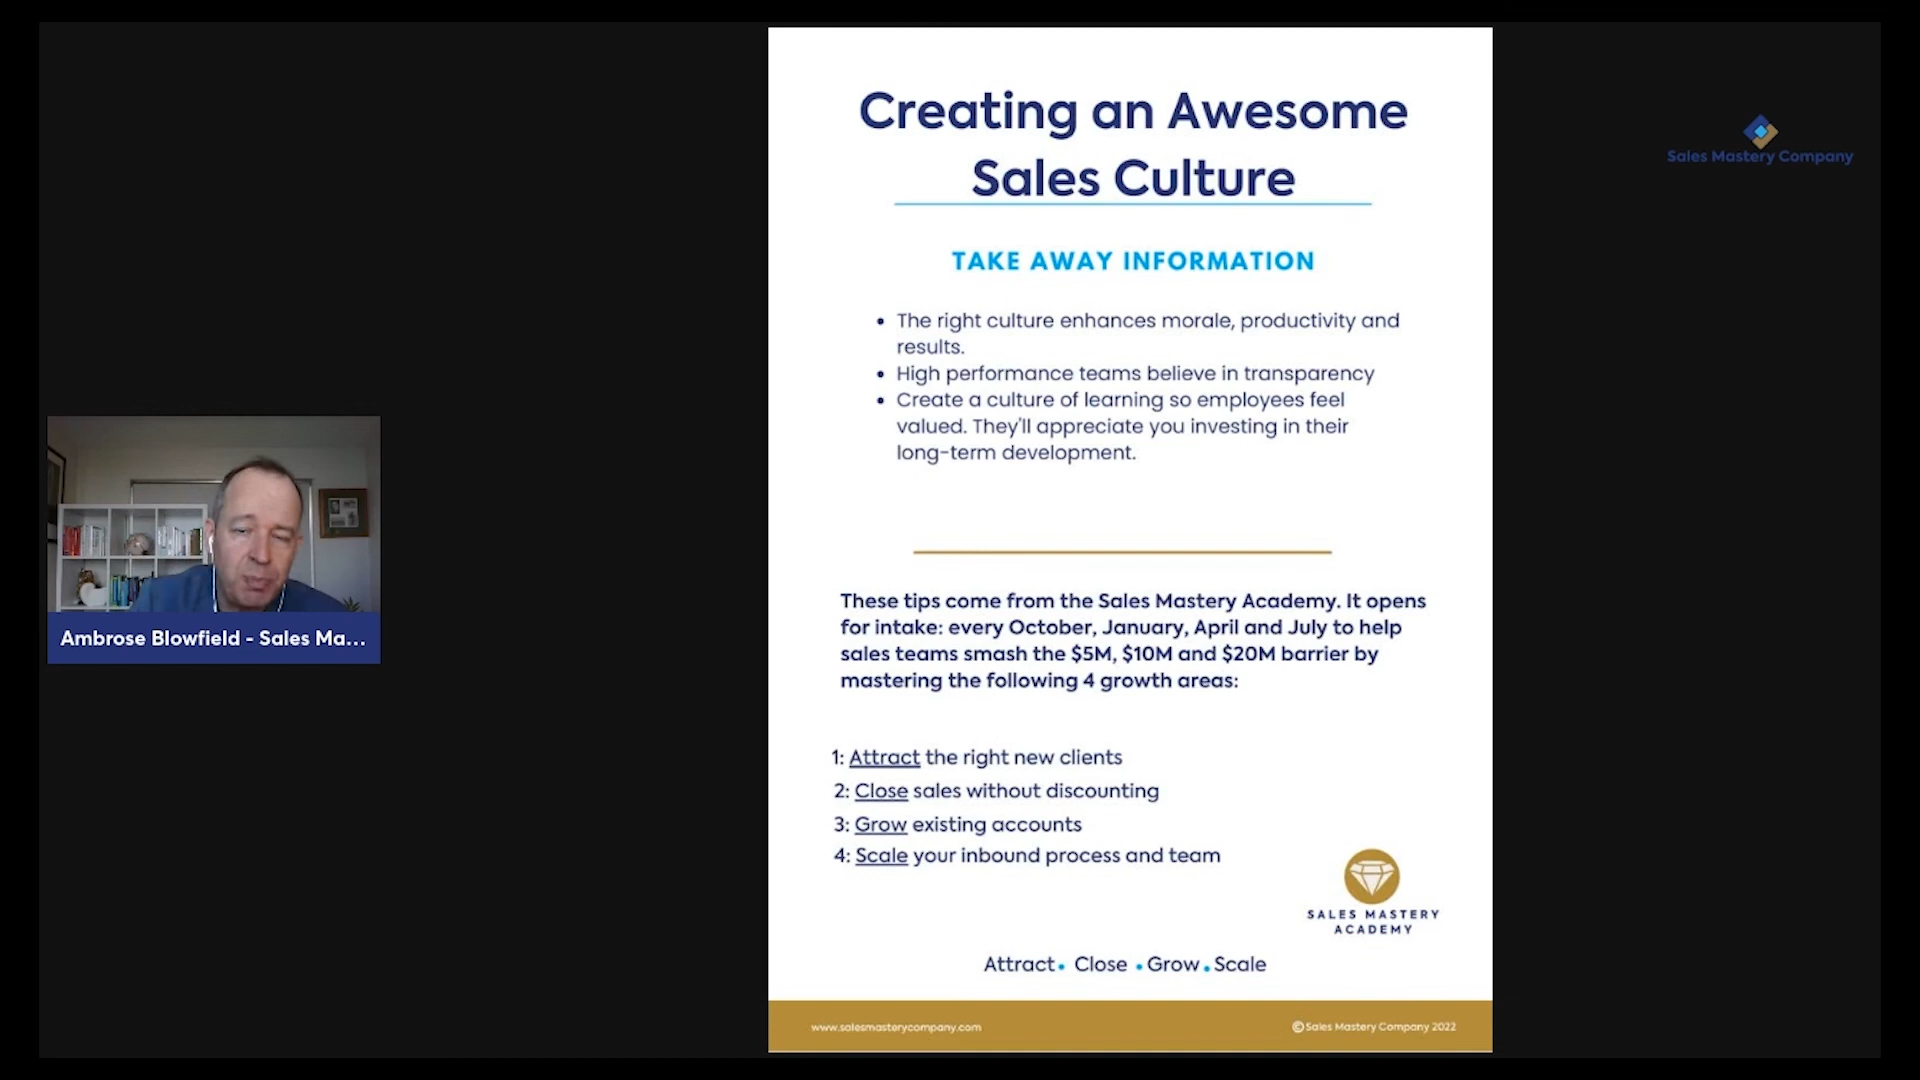 Creating an Awesome
Sales Culture
TAKE AWAY INFORMATION
• The right culture enhances morale, productivity and
results.
• High performance teams believe in transparency
• Create a culture of learning so employees feel
valued. They'll appreciate you investing in their
long-term development.
These tips come from the Sales Mastery Academy. It opens
for intake: every October, January, April and July to help
sales teams smash the $5M, $10M and $20M barrier by
mastering the following 4 growth areas:
1: Attract the right new clients
2: Close sales without discounting
3: Grow existing accounts
4: Scale your inbound process and team
SALES MASTERY
ACADEMY
Attract • Close • Grow • Scale
www.salesmasterycompany.com
© Sales Mastery Company 2022
Sales Mastery Company
Ambrose Blowfield - Sales Ma...